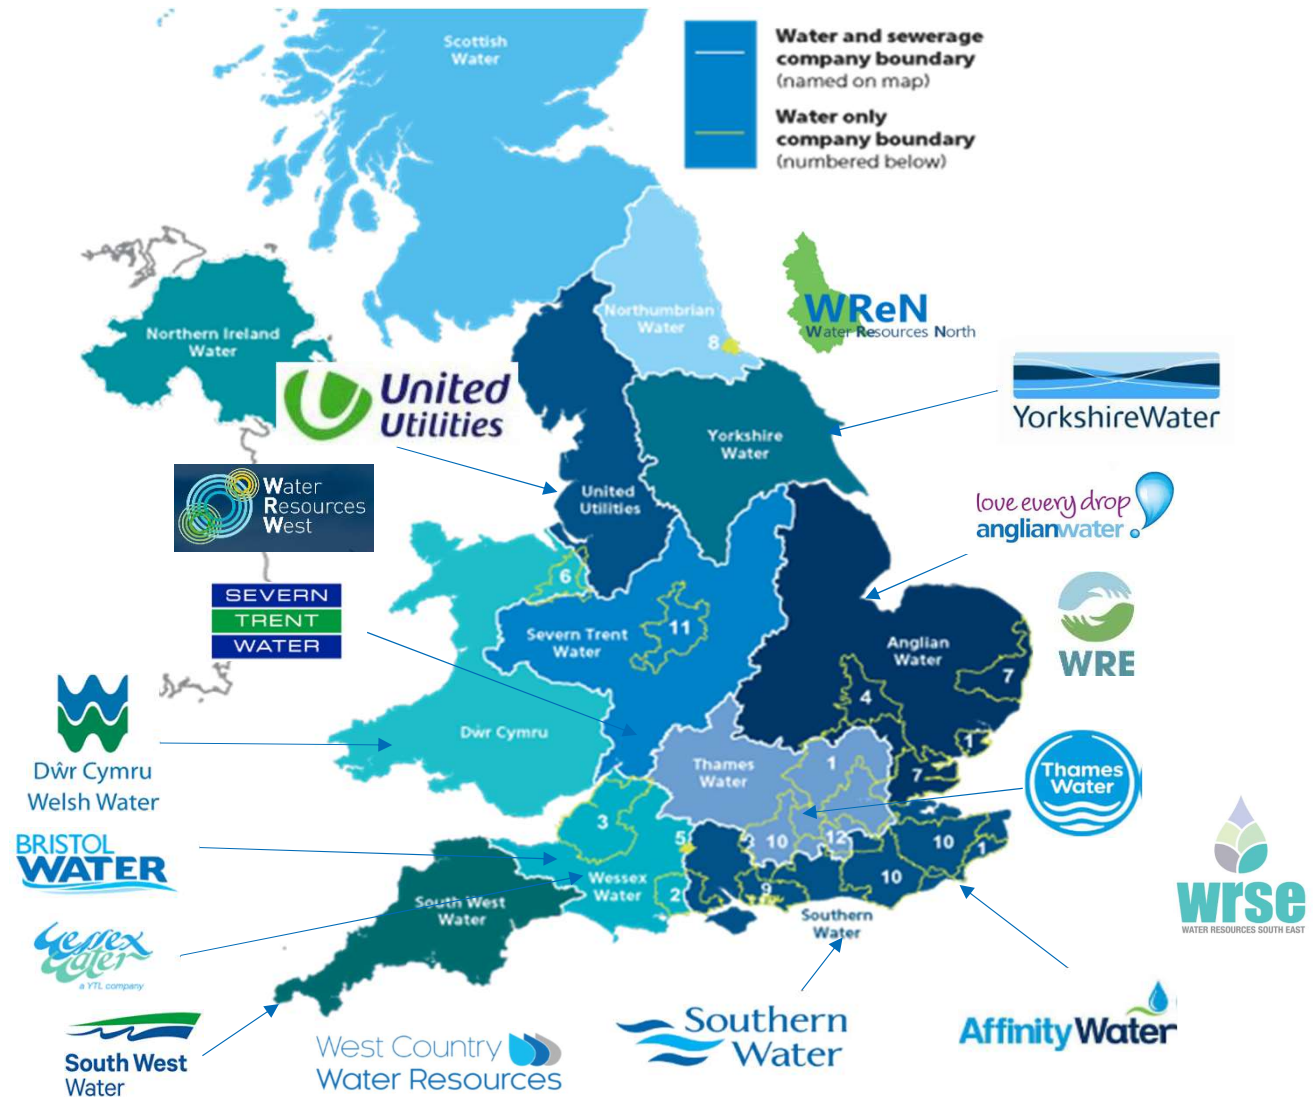 Scottish
Water
Water and sewerage
company boundary
(named on map)
Water only
company boundary
(numbered below)
Northumbrian
Water
8
WReN
Water Resources North
Northern Ireland
Water
United
Utilities
YorkshireWater
Yorkshire
Water
Water
Resources
West
United
Utilities
love every drop
anglianwater
6
SEVERN
TRENT
WATER
Severn Trent
Water
11
Anglian
Water
WRE
7
4
Dŵr Cymru
Welsh Water
Dŵr Cymru
Thames
Water
1
1
7
Thames
Water
BRISTOL
WATER
3
5
10
12
10
1
Wessex
Water
2
9
10
wrse
WATER RESOURCES SOUTH EAST
South West
Water
Southern
Water
Wessex
Water
a YTL company
South West
Water
West Country
Water Resources
Southern
Water
AffinityWater